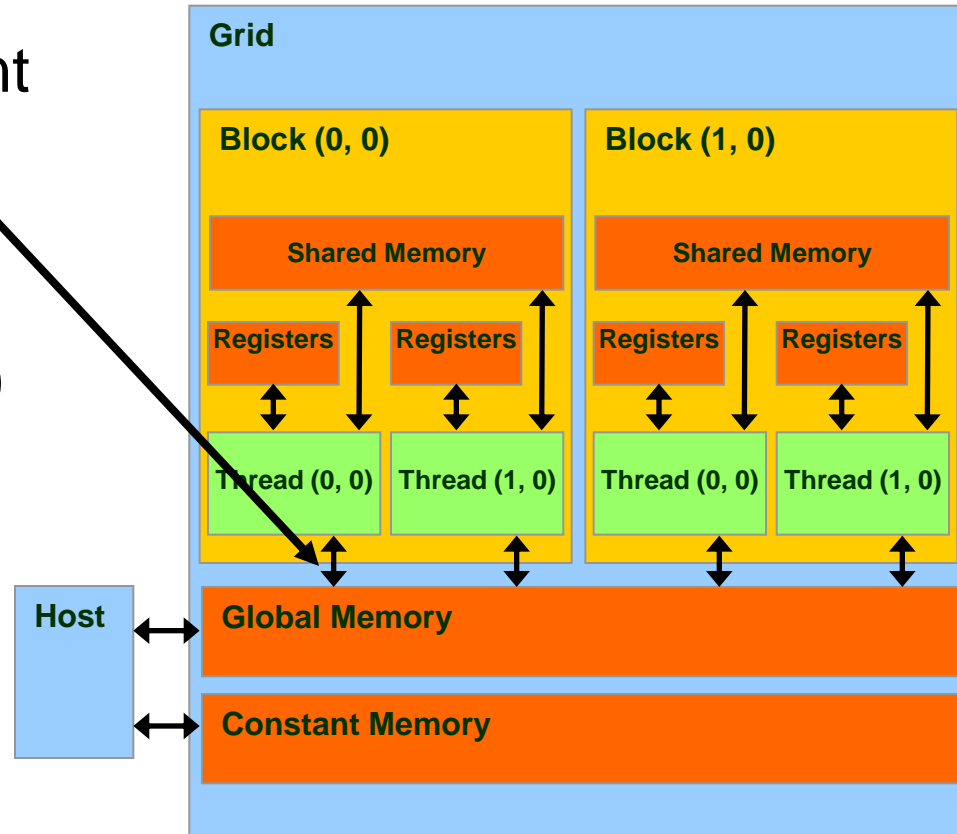 Grid
nt
Block (0, 0)
Block (1, 0)
Shared Memory
Shared Memory
Registers
Registers
Registers
Registers
)
Thread (0, 0)
Thread (1, 0)
Thread (0, 0)
Thread (1, 0)
Host
Global Memory
Constant Memory